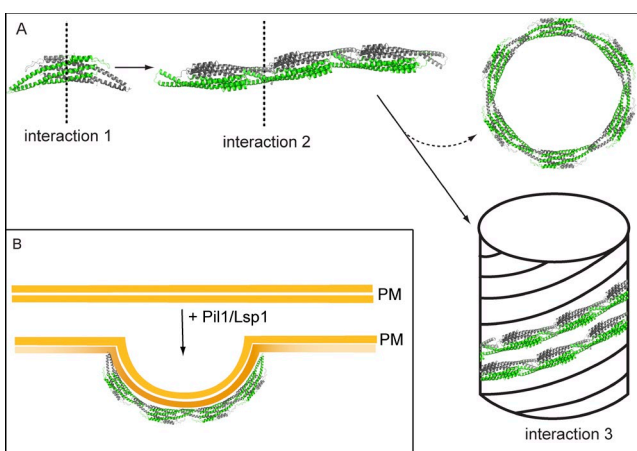 A
interaction 1
interaction 2
interaction 3
B
PM
+ Pil1/Lsp1
PM